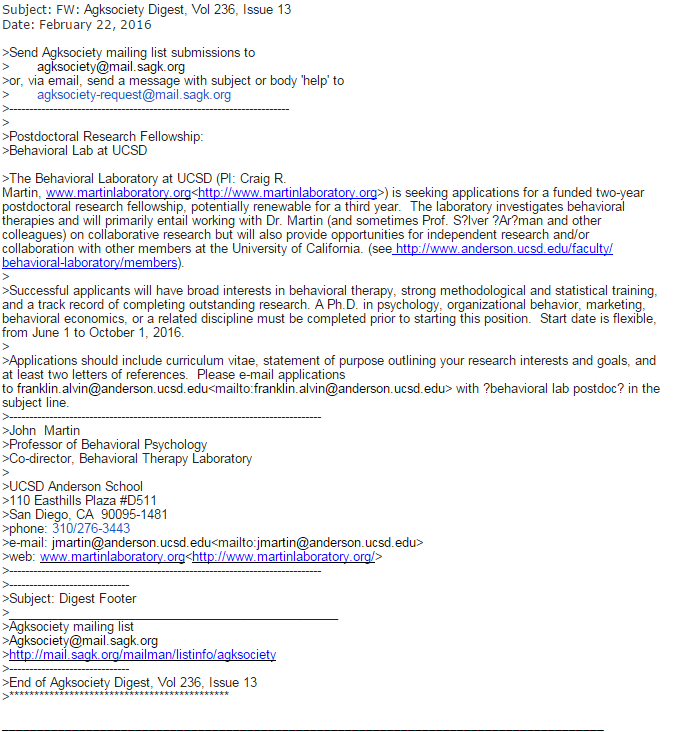 Subject: FW: Agksociety Digest, Vol 236, Issue 13
Date: February 22, 2016
>Send Agksociety mailing list submissions to
> agksociety@mail.sagk.org
>or, via email, send a message with subject or body 'help' to
> agksociety-request@mail.sagk.org
>----------------------------------------------------------------------
>
>Postdoctoral Research Fellowship:
>Behavioral Lab at UCSD
>The Behavioral Laboratory at UCSD (PI: Craig R.
Martin, www.martinlaboratory.org<http://www.martinlaboratory.org>) is seeking applications for a funded two-year
postdoctoral research fellowship, potentially renewable for a third year.  The laboratory investigates behavioral
therapies and will primarily entail working with Dr. Martin (and sometimes Prof. S?lver ?Ar?man and other
colleagues) on collaborative research but will also provide opportunities for independent research and/or
collaboration with other members at the University of California. (see http://www.anderson.ucsd.edu/faculty/
behavioral-laboratory/members).
>
>Successful applicants will have broad interests in behavioral therapy, strong methodological and statistical training,
and a track record of completing outstanding research. A Ph.D. in psychology, organizational behavior, marketing,
behavioral economics, or a related discipline must be completed prior to starting this position.  Start date is flexible,
from June 1 to October 1, 2016.
>
>Applications should include curriculum vitae, statement of purpose outlining your research interests and goals, and
at least two letters of references.  Please e-mail applications
to franklin.alvin@anderson.ucsd.edu<mailto:franklin.alvin@anderson.ucsd.edu> with ?behavioral lab postdoc? in the
subject line.
>------------------------------------------------------------------------------
>John  Martin
>Professor of Behavioral Psychology
>Co-director, Behavioral Therapy Laboratory
>
>UCSD Anderson School
>110 Easthills Plaza #D511
>San Diego, CA  90095-1481
>phone: 310/276-3443
>e-mail: jmartin@anderson.ucsd.edu<mailto:jmartin@anderson.ucsd.edu>
>web: www.martinlaboratory.org<http://www.martinlaboratory.org/>
>------------------------------------------------------------------------------
>------------------------------
>Subject: Digest Footer
>_______________________________________________
>Agksociety mailing list
>Agksociety@mail.sagk.org
>http://mail.sagk.org/mailman/listinfo/agksociety
>------------------------------
>End of Agksociety Digest, Vol 236, Issue 13
>********************************************